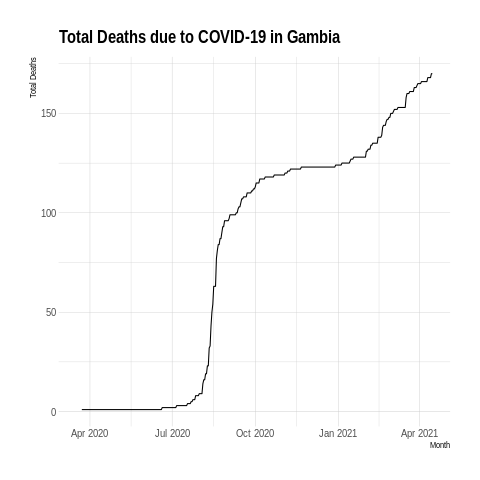 Total Deaths due to COVID-19 in Gambia
Total Deaths
150
100
50
0
Apr 2020
Jul 2020
Oct 2020
Jan 2021
Apr 2021
Month